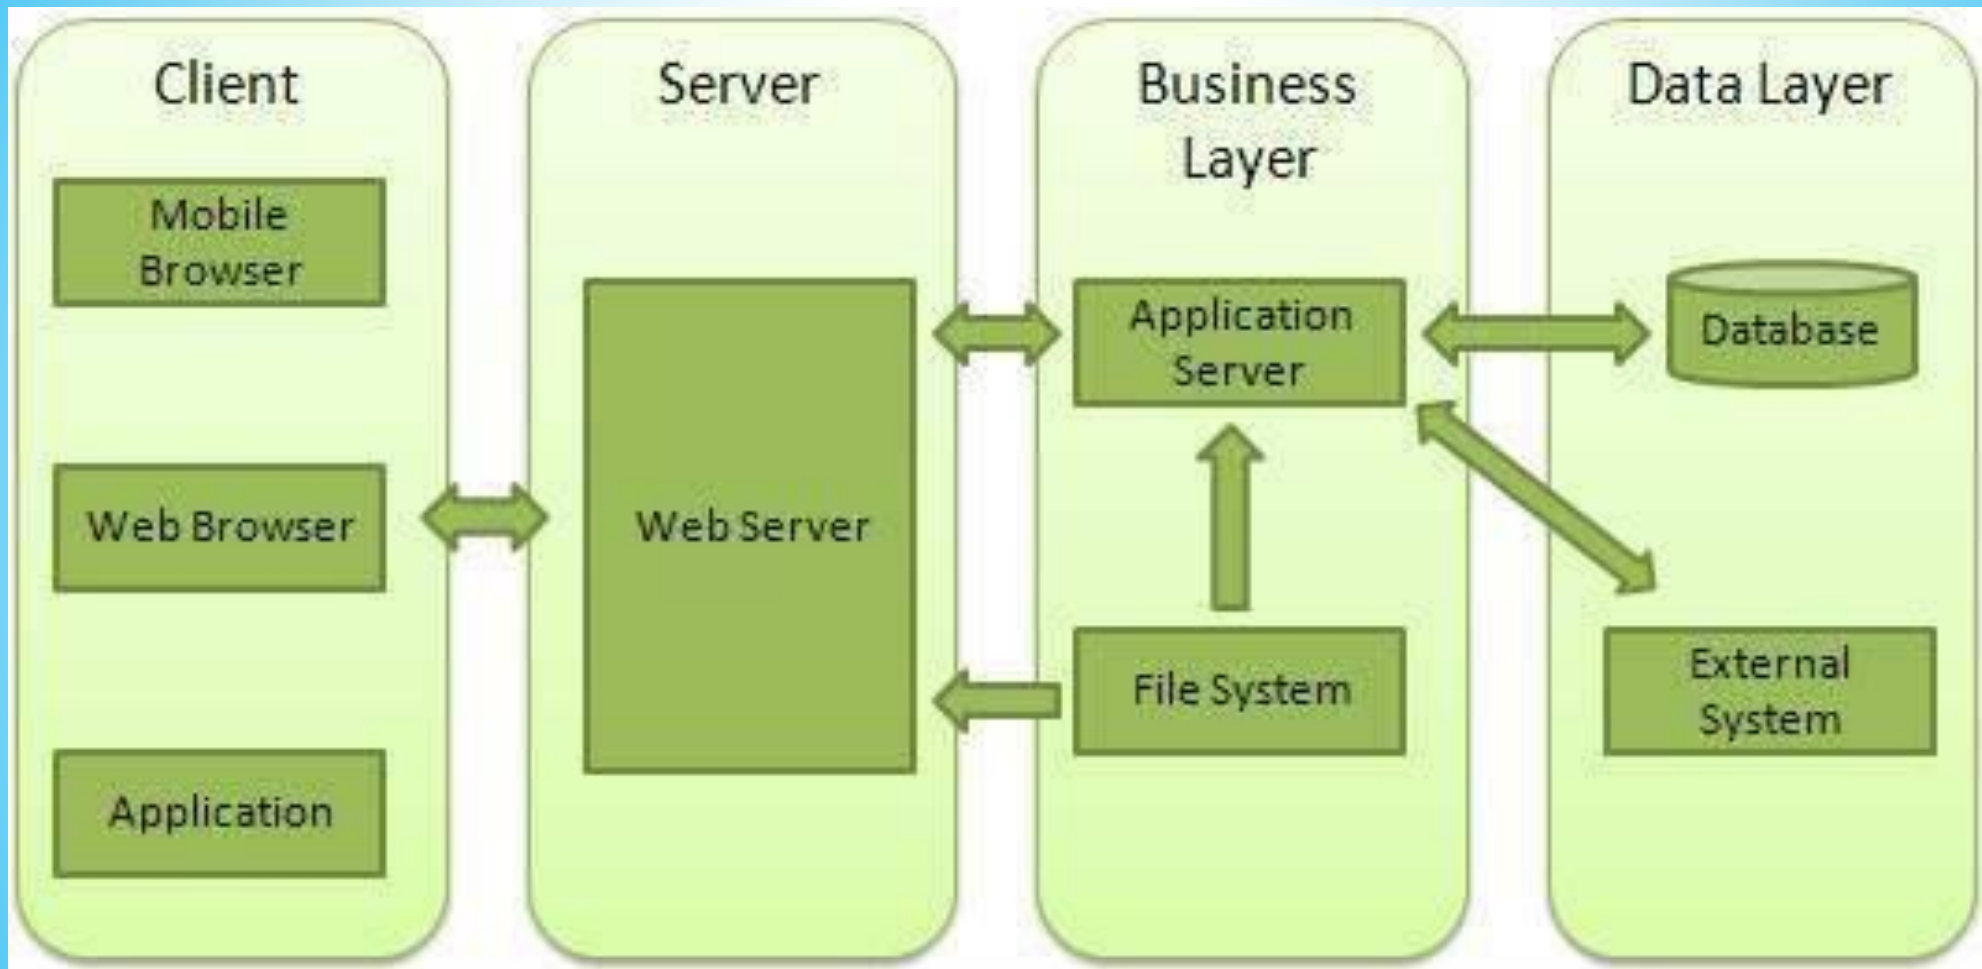 Client
Mobile
Browser
Web Browser
Application
Server
Web Server
Business
Layer
Application
Server
File System
Data Layer
Database
External
System